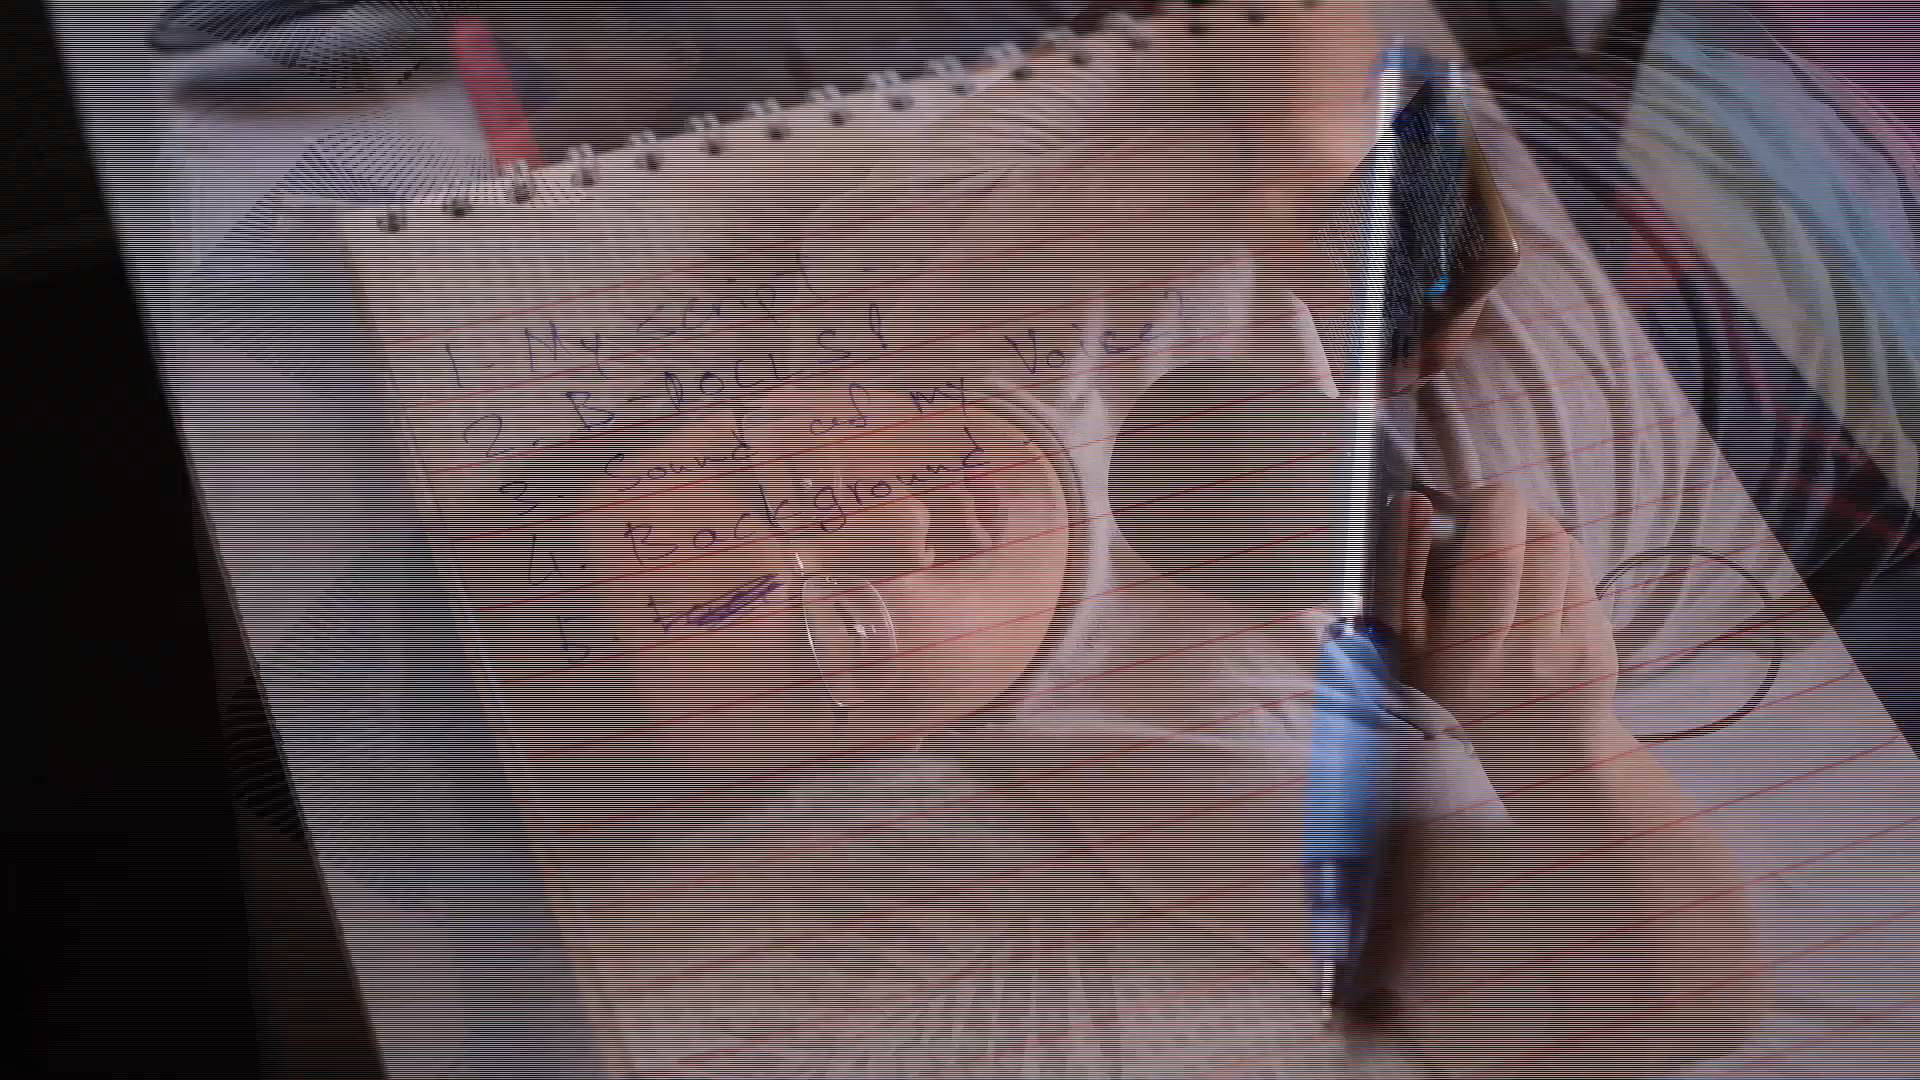 1. My script
2. B-ROLLS!
3. Sound of my Voice?
4. Background.
5.